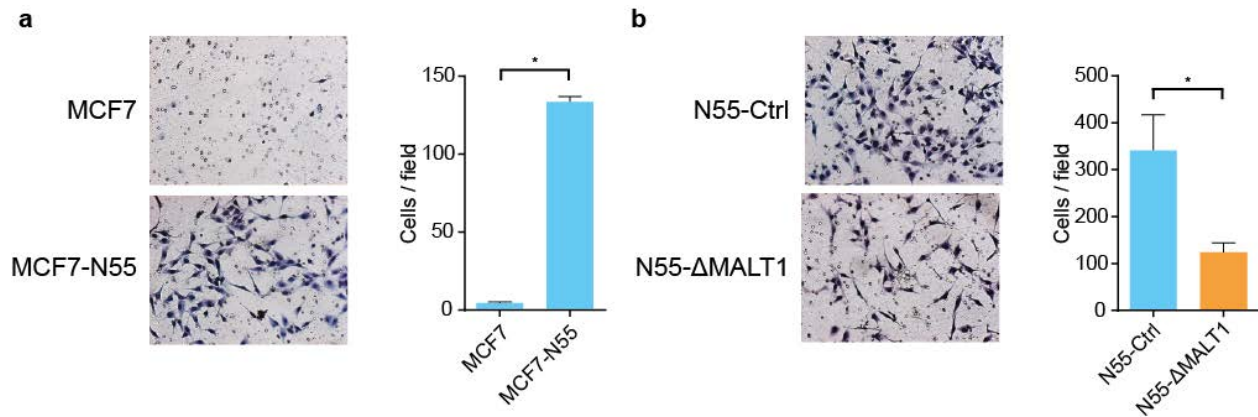 a
MCF7
MCF7-N55
Cells / field
150
100
50
0
*
MCF7
MCF7-N55
b
N55-Ctrl
N55-ΔMALT1
Cells / field
500
400
300
200
100
0
*
N55-Ctrl
N55-ΔMALT1